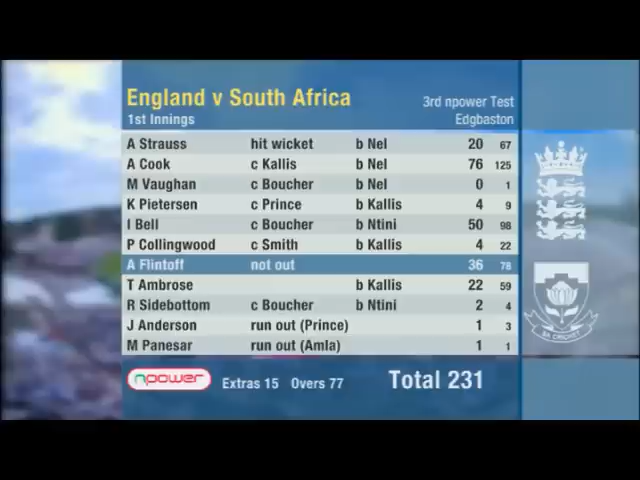 England v South Africa
3rd npower Test
1st Innings
Edgbaston
A Strauss hit wicket b Nel 20 67
A Cook c Kallis b Nel 76 125
M Vaughan c Boucher b Nel 0 1
K Pietersen c Prince b Kallis 4 9
I Bell c Boucher b Ntini 50 98
P Collingwood c Smith b Kallis 4 22
A Flintoff not out 36 78
T Ambrose b Kallis 22 59
R Sidebottom c Boucher b Ntini 2 4
J Anderson run out (Prince) 1 3
M Panesar run out (Amla) 1 1
npower Extras 15 Overs 77 Total 231
SA CRICKET